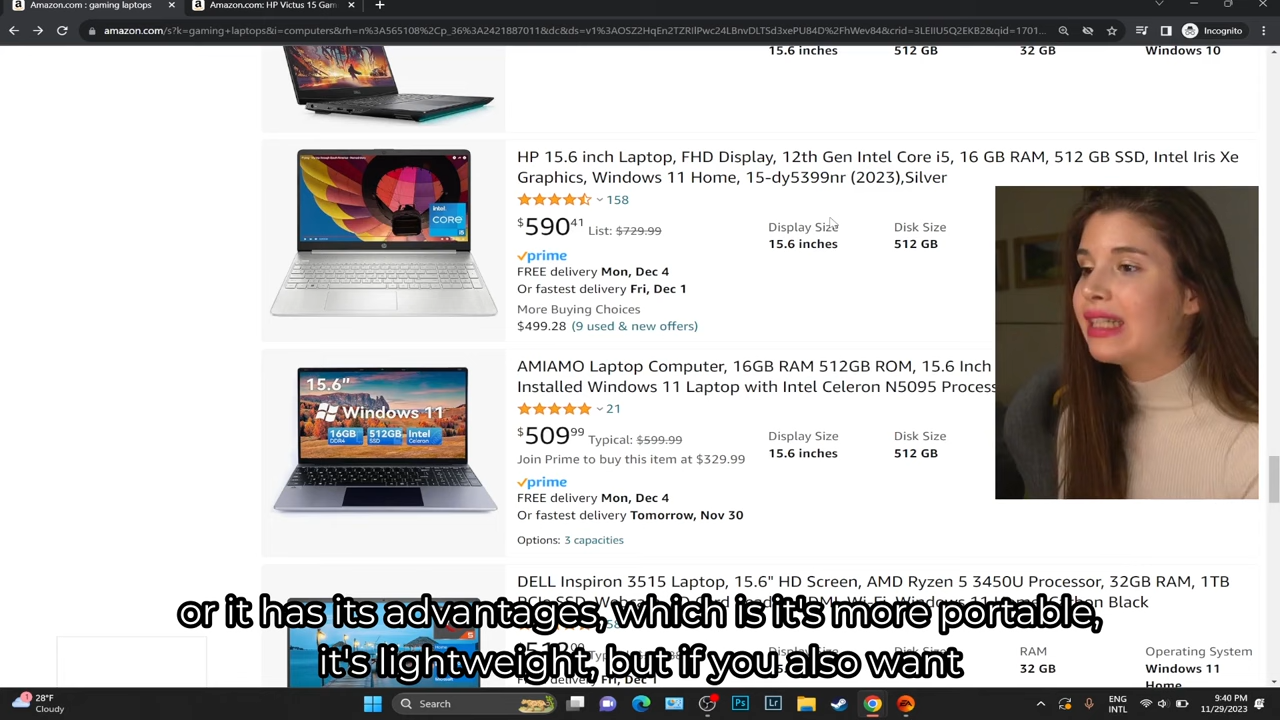 Amazon.com : gaming laptops
Amazon.com: HP Victus 15 Gam
amazon.com/s?k=gaming+laptops&i=computers&rh=n%3A565108%2Cp_36%3A2421887011&dc&ds=v1%3AOSZ2HqEn2TZRIlPwc24LBnvDLTSd3xePU84D%2FhWev84&crid=3LEIIU5Q2EKB2&qid=1701...
Incognito
15.6 inches
512 GB
32 GB
Windows 10
HP 15.6 inch Laptop, FHD Display, 12th Gen Intel Core i5, 16 GB RAM, 512 GB SSD, Intel Iris Xe
Graphics, Windows 11 Home, 15-dy5399nr (2023),Silver
158
$590.41 List: $729.99
Display Size
15.6 inches
Disk Size
512 GB
prime
FREE delivery Mon, Dec 4
Or fastest delivery Fri, Dec 1
More Buying Choices
$499.28 (9 used & new offers)
intel
CORE
AMIAMO Laptop Computer, 16GB RAM 512GB ROM, 15.6 Inch
Installed Windows 11 Laptop with Intel Celeron N5095 Process
21
$509.99 Typical: $599.99
Display Size
15.6 inches
Disk Size
512 GB
Join Prime to buy this item at $329.99
prime
FREE delivery Mon, Dec 4
Or fastest delivery Tomorrow, Nov 30
Options: 3 capacities
15.6"
Windows 11
16GB
DDR4
512GB
SSD
Intel
Celeron
DELL Inspiron 3515 Laptop, 15.6" HD Screen, AMD Ryzen 5 3450U Processor, 32GB RAM, 1TB
Carbon Black
RAM
32 GB
Operating System
Windows 11
Home
or it has its advantages, which is it's more portable,
it's lightweight, but if you also want
28°F
Cloudy
Search
ENG
INTL
9:40 PM
11/29/2023